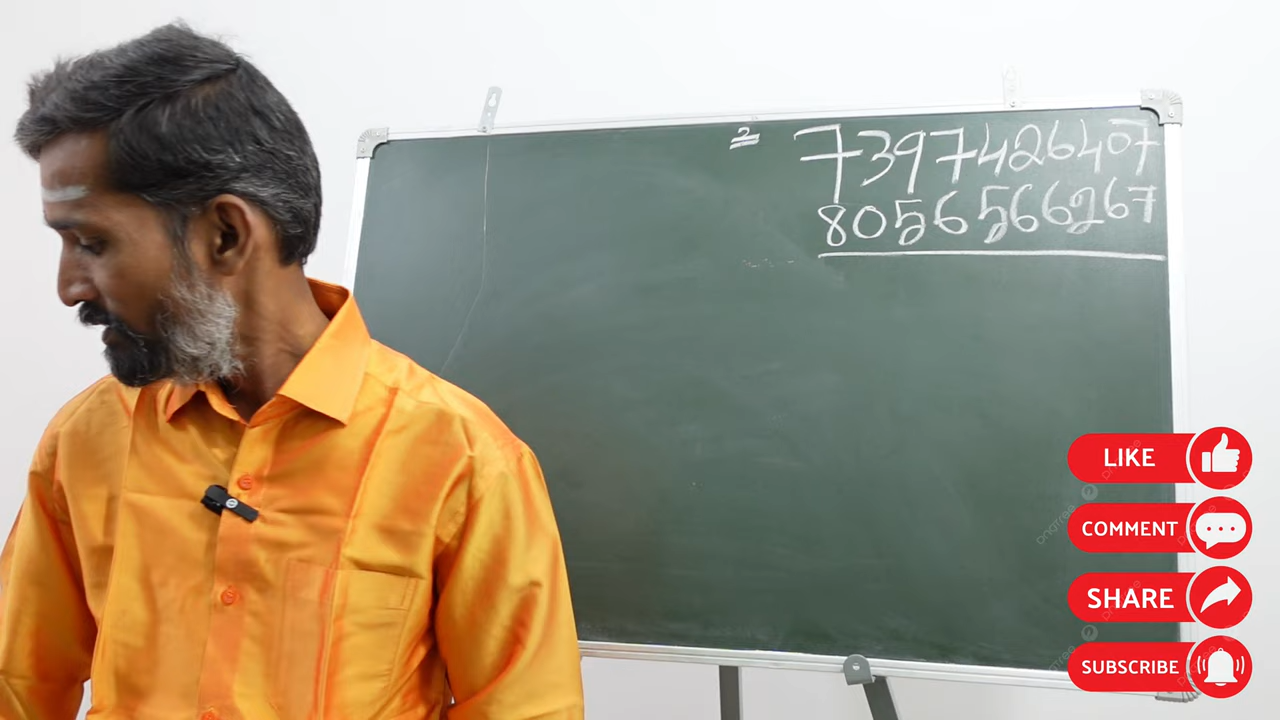 = 7397426407
8056566267
LIKE
COMMENT
SHARE
SUBSCRIBE